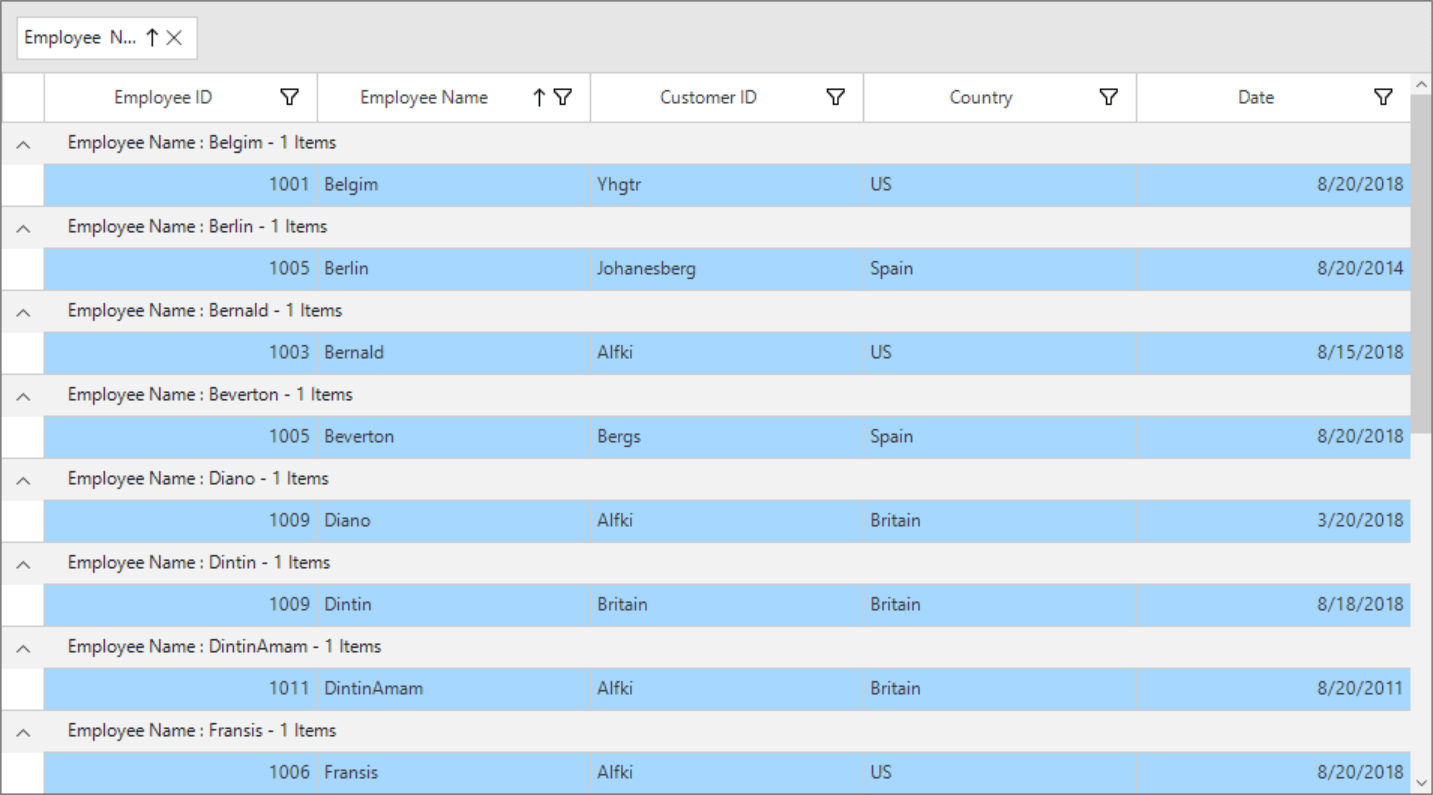 Employee N...
Employee ID Employee Name Customer ID Country Date
Employee Name : Belgim - 1 Items
1001 Belgim Yhgtr US 8/20/2018
Employee Name : Berlin - 1 Items
1005 Berlin Johanesberg Spain 8/20/2014
Employee Name : Bernald - 1 Items
1003 Bernald Alfki US 8/15/2018
Employee Name : Beverton - 1 Items
1005 Beverton Bergs Spain 8/20/2018
Employee Name : Diano - 1 Items
1009 Diano Alfki Britain 3/20/2018
Employee Name : Dintin - 1 Items
1009 Dintin Britain Britain 8/18/2018
Employee Name : DintinAmam - 1 Items
1011 DintinAmam Alfki Britain 8/20/2011
Employee Name : Fransis - 1 Items
1006 Fransis Alfki US 8/20/2018